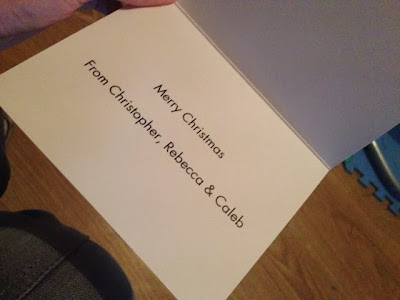 Merry Christmas
From Christopher, Rebecca & Caleb